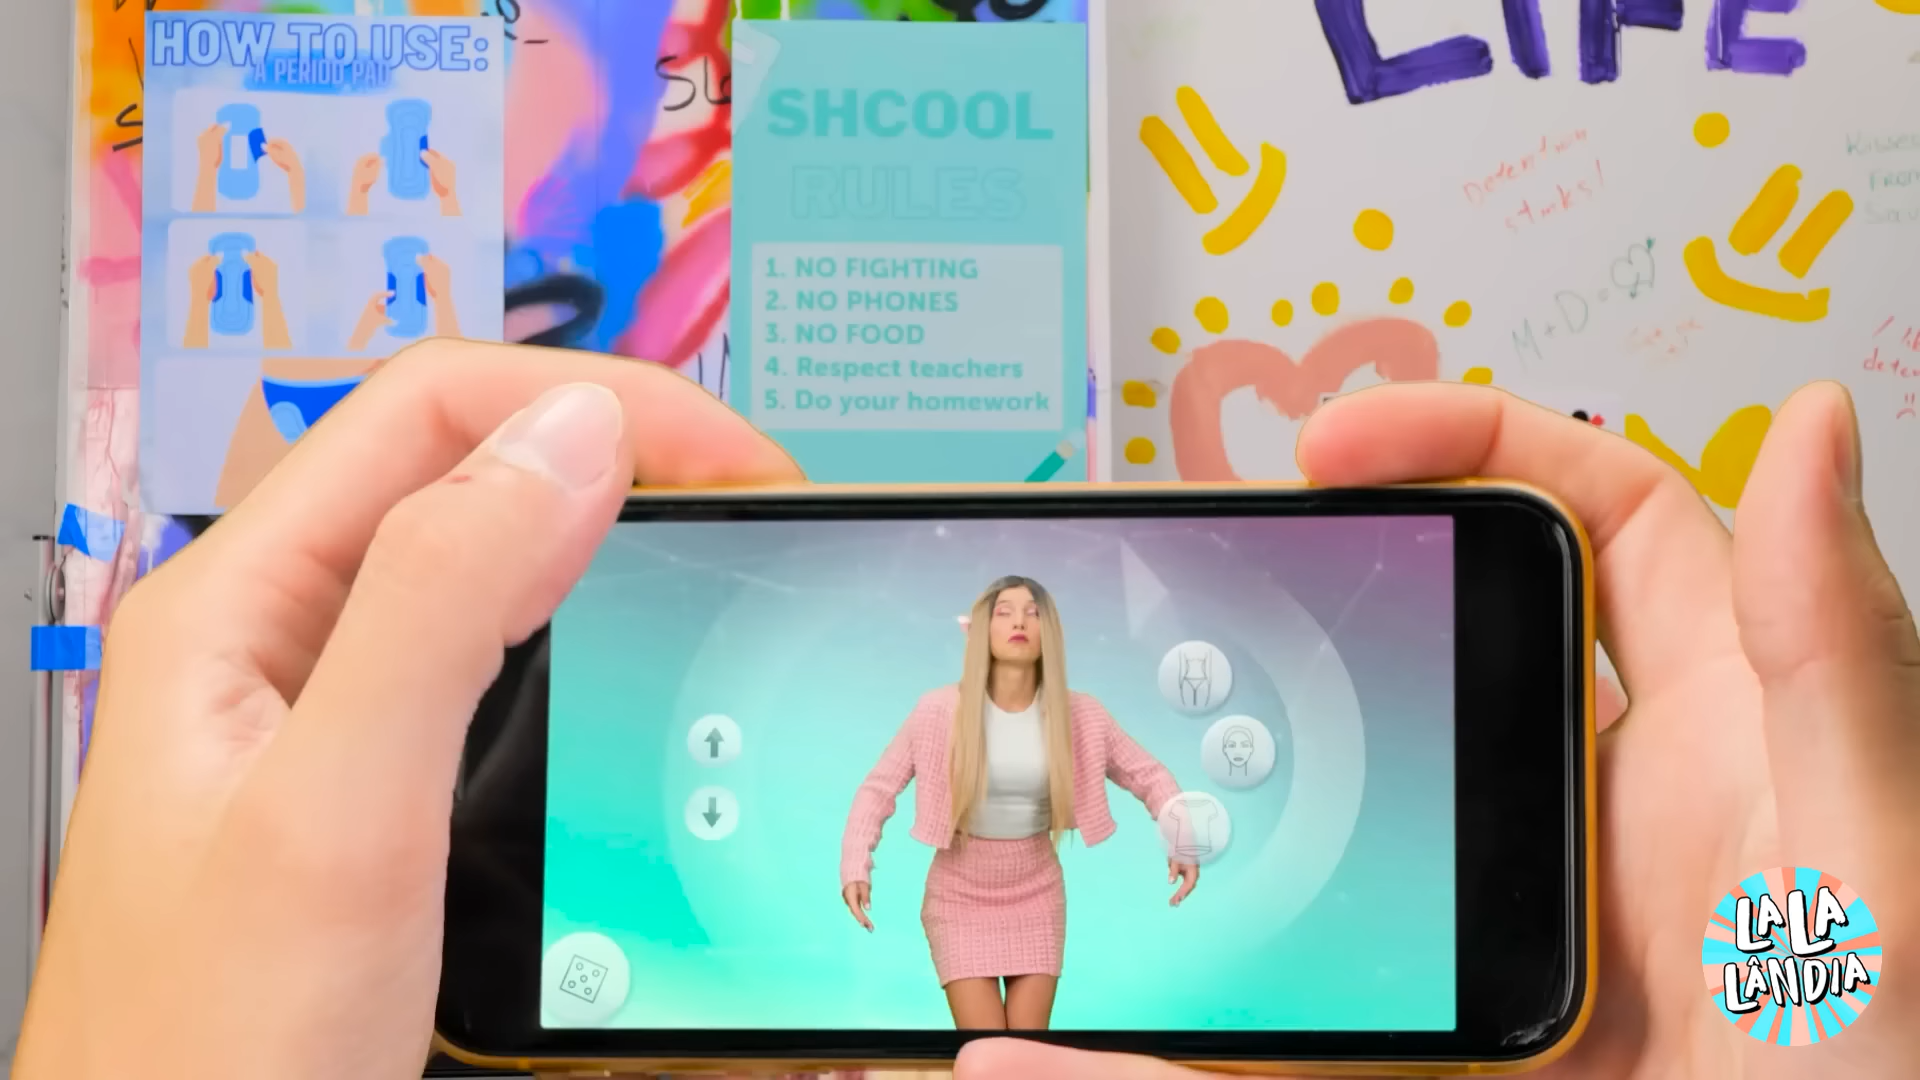 HOW TO USE:
A PERIOD PAD
SHCOOL
RULES
1. NO FIGHTING
2. NO PHONES
3. NO FOOD
4. Respect teachers
5. Do your homework
LIFE
Detention
stinks!
M + D =
LA LA
LÂNDIA